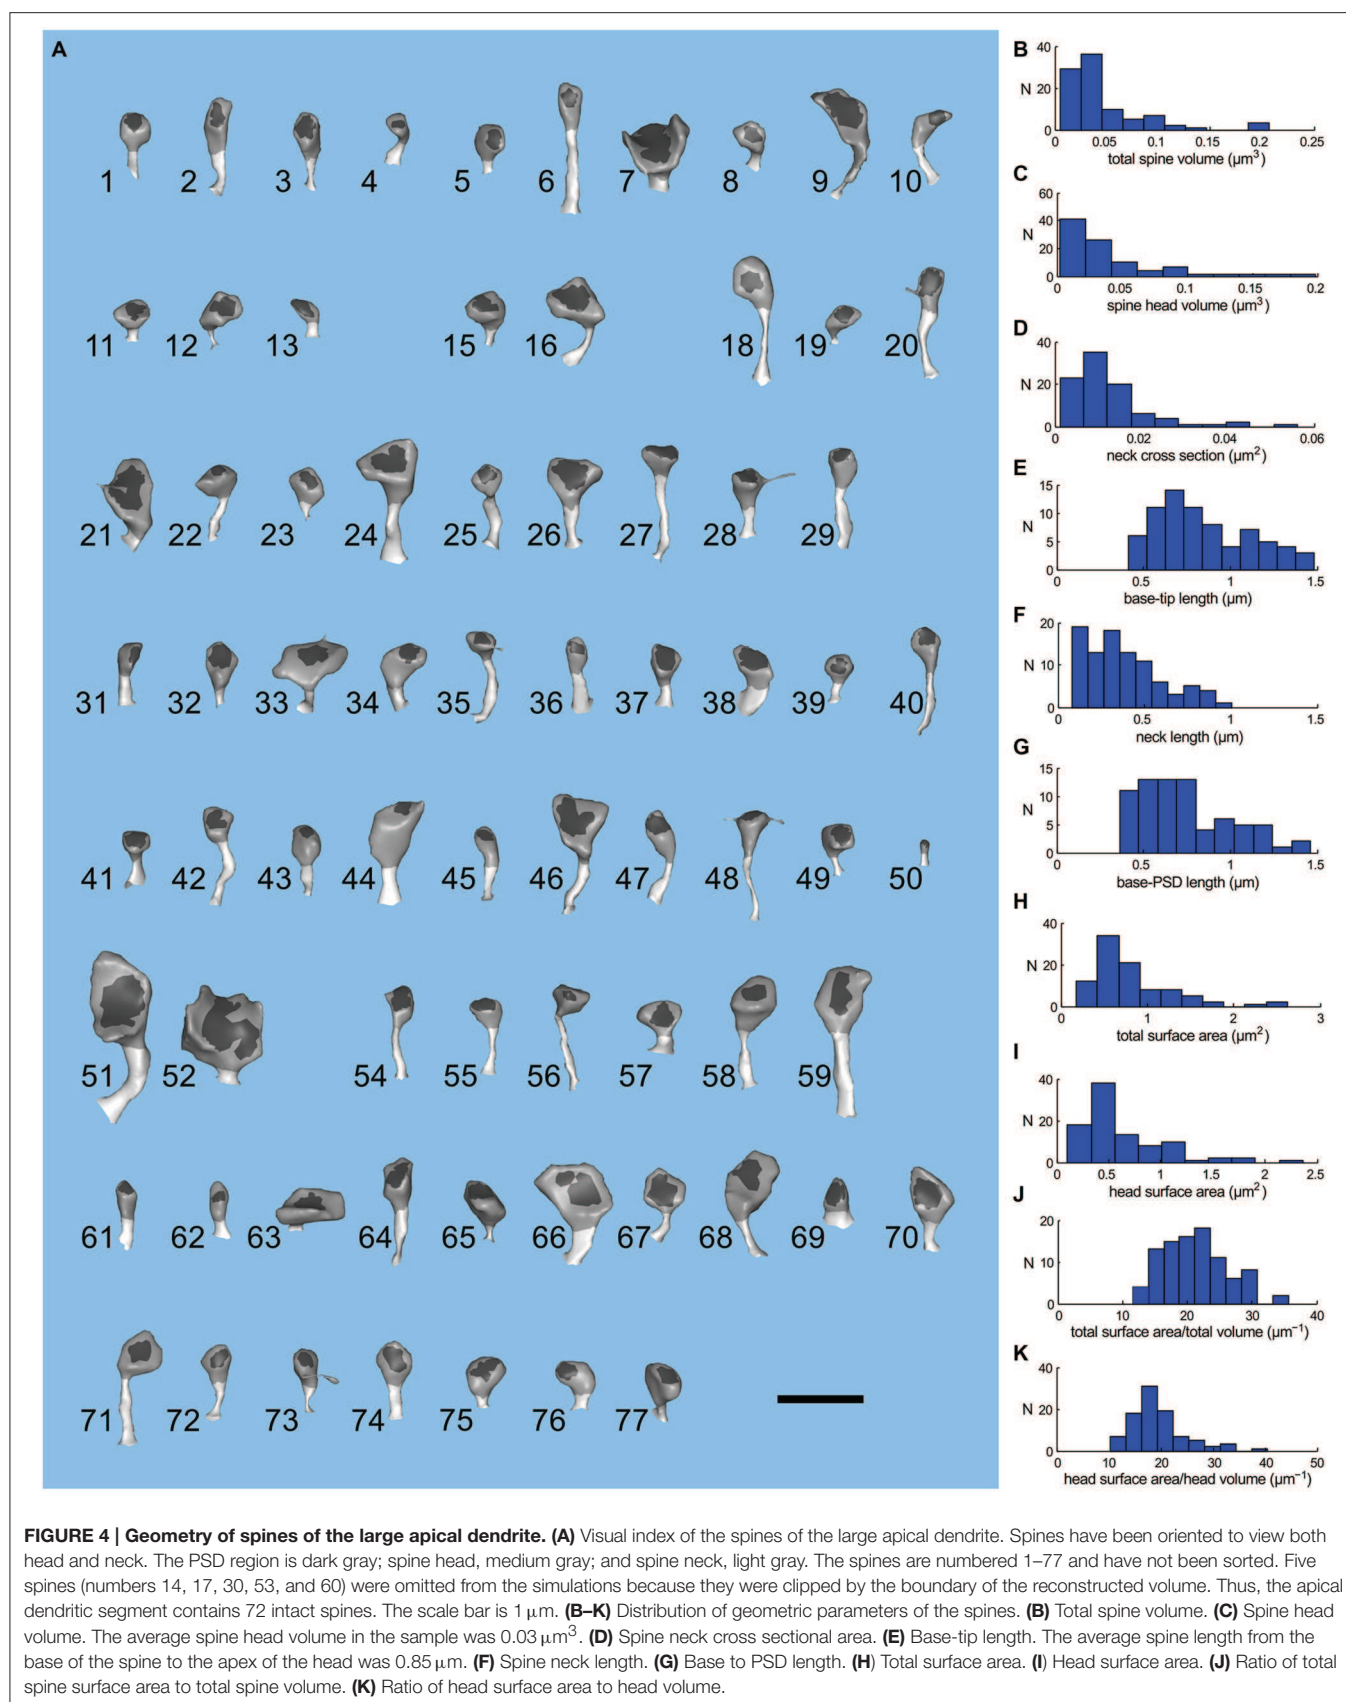 A
1 2 3 4 5 6 7 8 9 10
11 12 13 15 16 18 19 20
21 22 23 24 25 26 27 28 29
31 32 33 34 35 36 37 38 39 40
41 42 43 44 45 46 47 48 49 50
51 52 54 55 56 57 58 59
61 62 63 64 65 66 67 68 69 70
71 72 73 74 75 76 77
B
40
N 20
0
0 0.05 0.1 0.15 0.2 0.25
total spine volume (µm³)
C
60
40
N
20
0
0 0.05 0.1 0.15 0.2
spine head volume (µm³)
D
40
N 20
0
0 0.02 0.04 0.06
neck cross section (µm²)
E
15
10
N
5
0
0 0.5 1 1.5
base-tip length (µm)
F
20
N 10
0
0 0.5 1 1.5
neck length (µm)
G
15
10
N
5
0
0 0.5 1 1.5
base-PSD length (µm)
H
40
N 20
0
0 1 2 3
total surface area (µm²)
I
40
N 20
0
0 0.5 1 1.5 2 2.5
head surface area (µm²)
J
20
N 10
0
0 10 20 30 40
total surface area/total volume (µm⁻¹)
K
40
N 20
0
0 10 20 30 40 50
head surface area/head volume (µm⁻¹)
FIGURE 4 | Geometry of spines of the large apical dendrite. (A) Visual index of the spines of the large apical dendrite. Spines have been oriented to view both
head and neck. The PSD region is dark gray; spine head, medium gray; and spine neck, light gray. The spines are numbered 1–77 and have not been sorted. Five
spines (numbers 14, 17, 30, 53, and 60) were omitted from the simulations because they were clipped by the boundary of the reconstructed volume. Thus, the apical
dendritic segment contains 72 intact spines. The scale bar is 1 µm. (B–K) Distribution of geometric parameters of the spines. (B) Total spine volume. (C) Spine head
volume. The average spine head volume in the sample was 0.03 µm³. (D) Spine neck cross sectional area. (E) Base-tip length. The average spine length from the
base of the spine to the apex of the head was 0.85 µm. (F) Spine neck length. (G) Base to PSD length. (H) Total surface area. (I) Head surface area. (J) Ratio of total
spine surface area to total spine volume. (K) Ratio of head surface area to head volume.